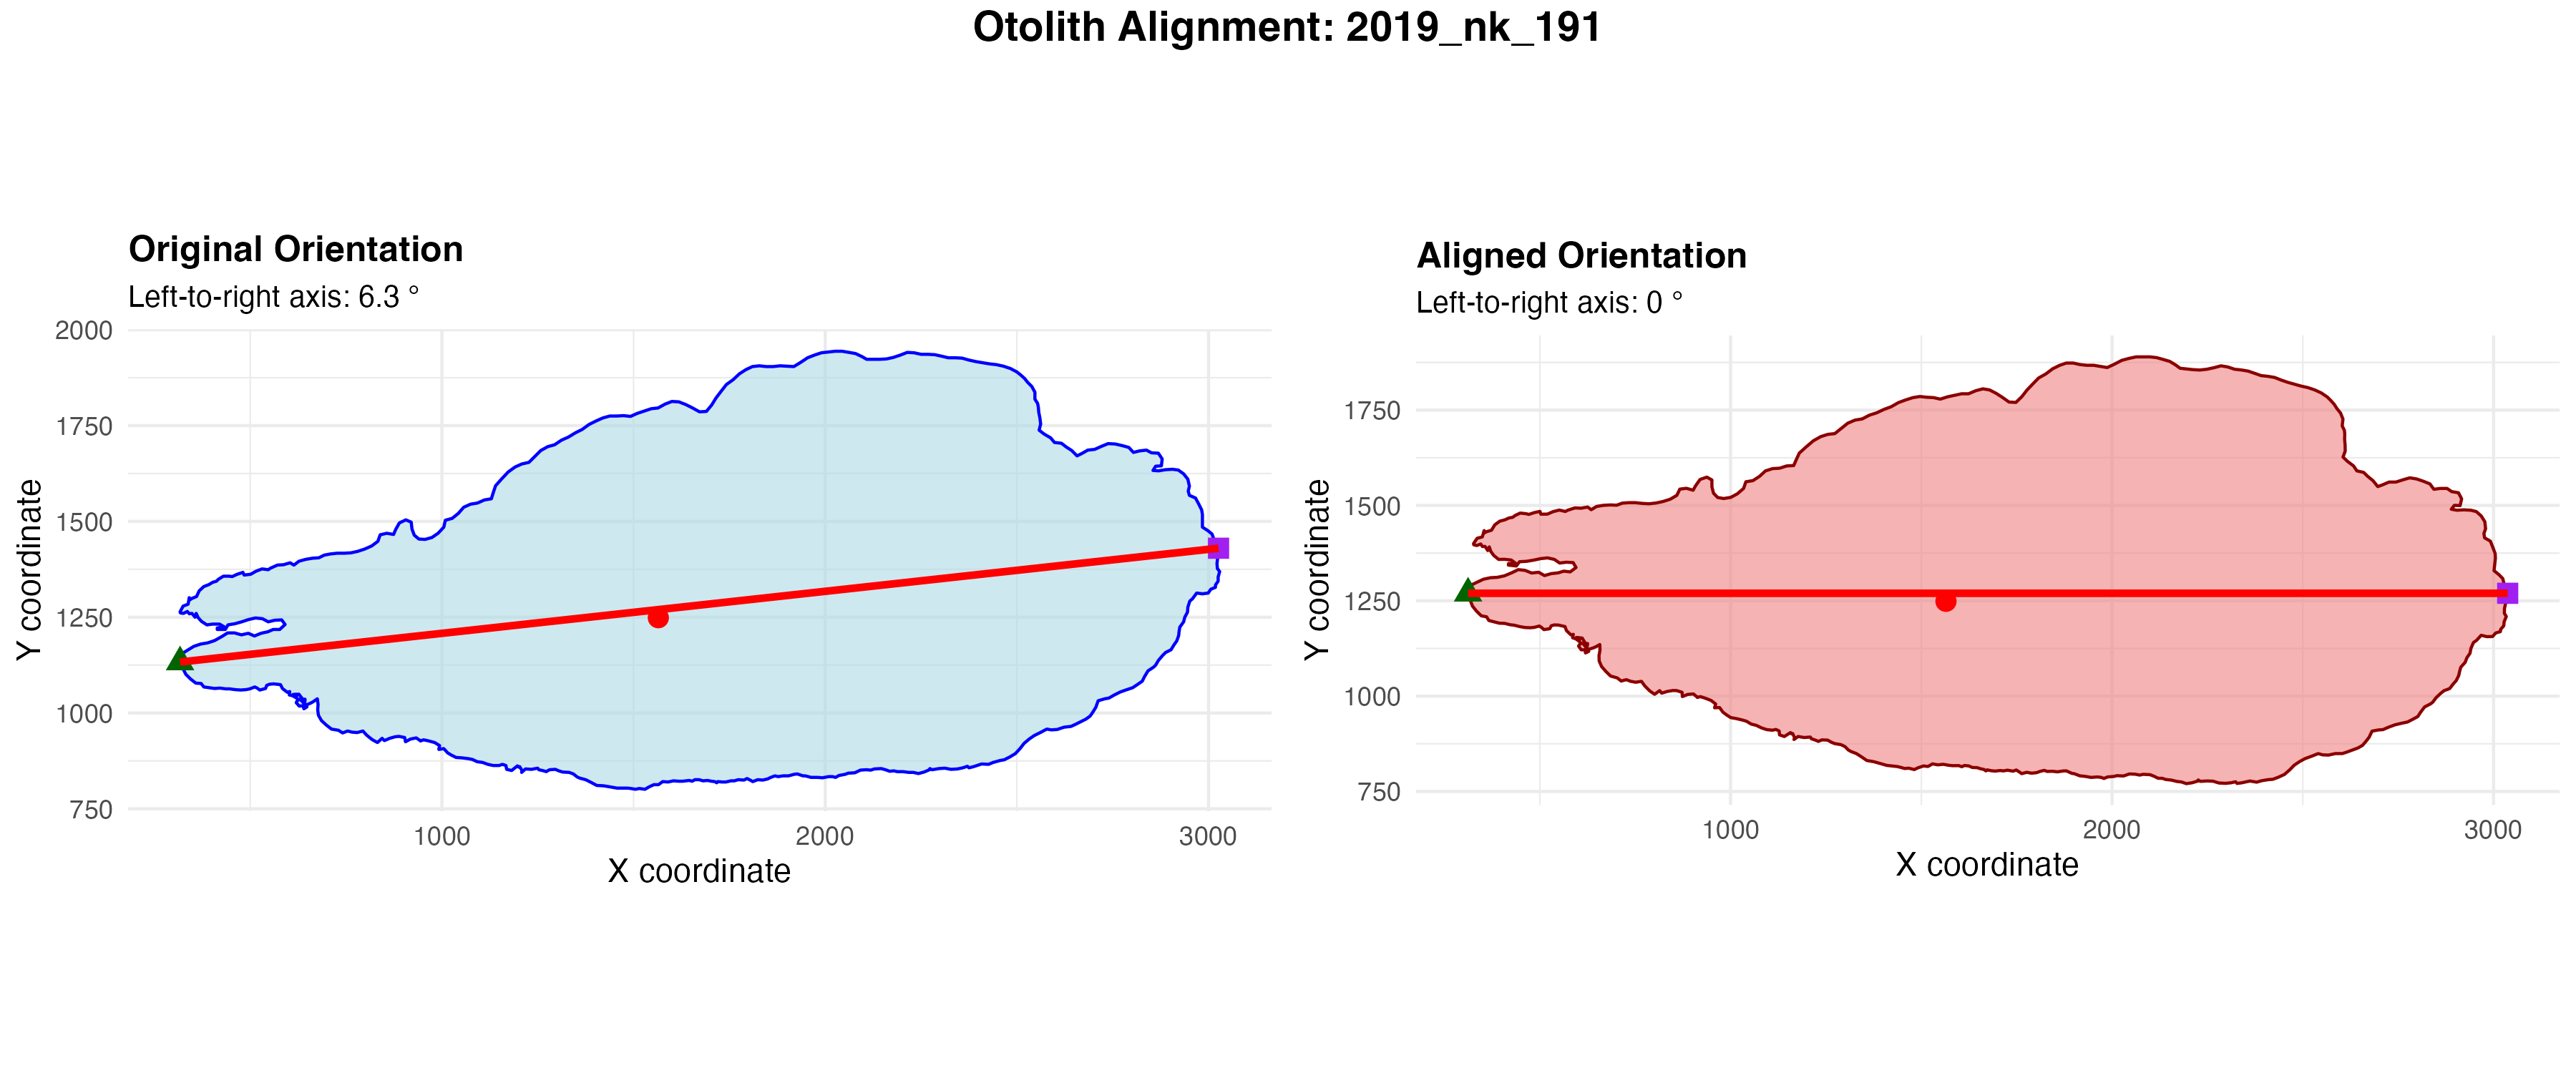 Otolith Alignment: 2019_nk_191
Original Orientation
Left-to-right axis: 6.3 °
2000
1750
1500
1250
1000
750
Y coordinate
1000
2000
3000
X coordinate
Aligned Orientation
Left-to-right axis: 0 °
1750
1500
1250
1000
750
Y coordinate
1000
2000
3000
X coordinate